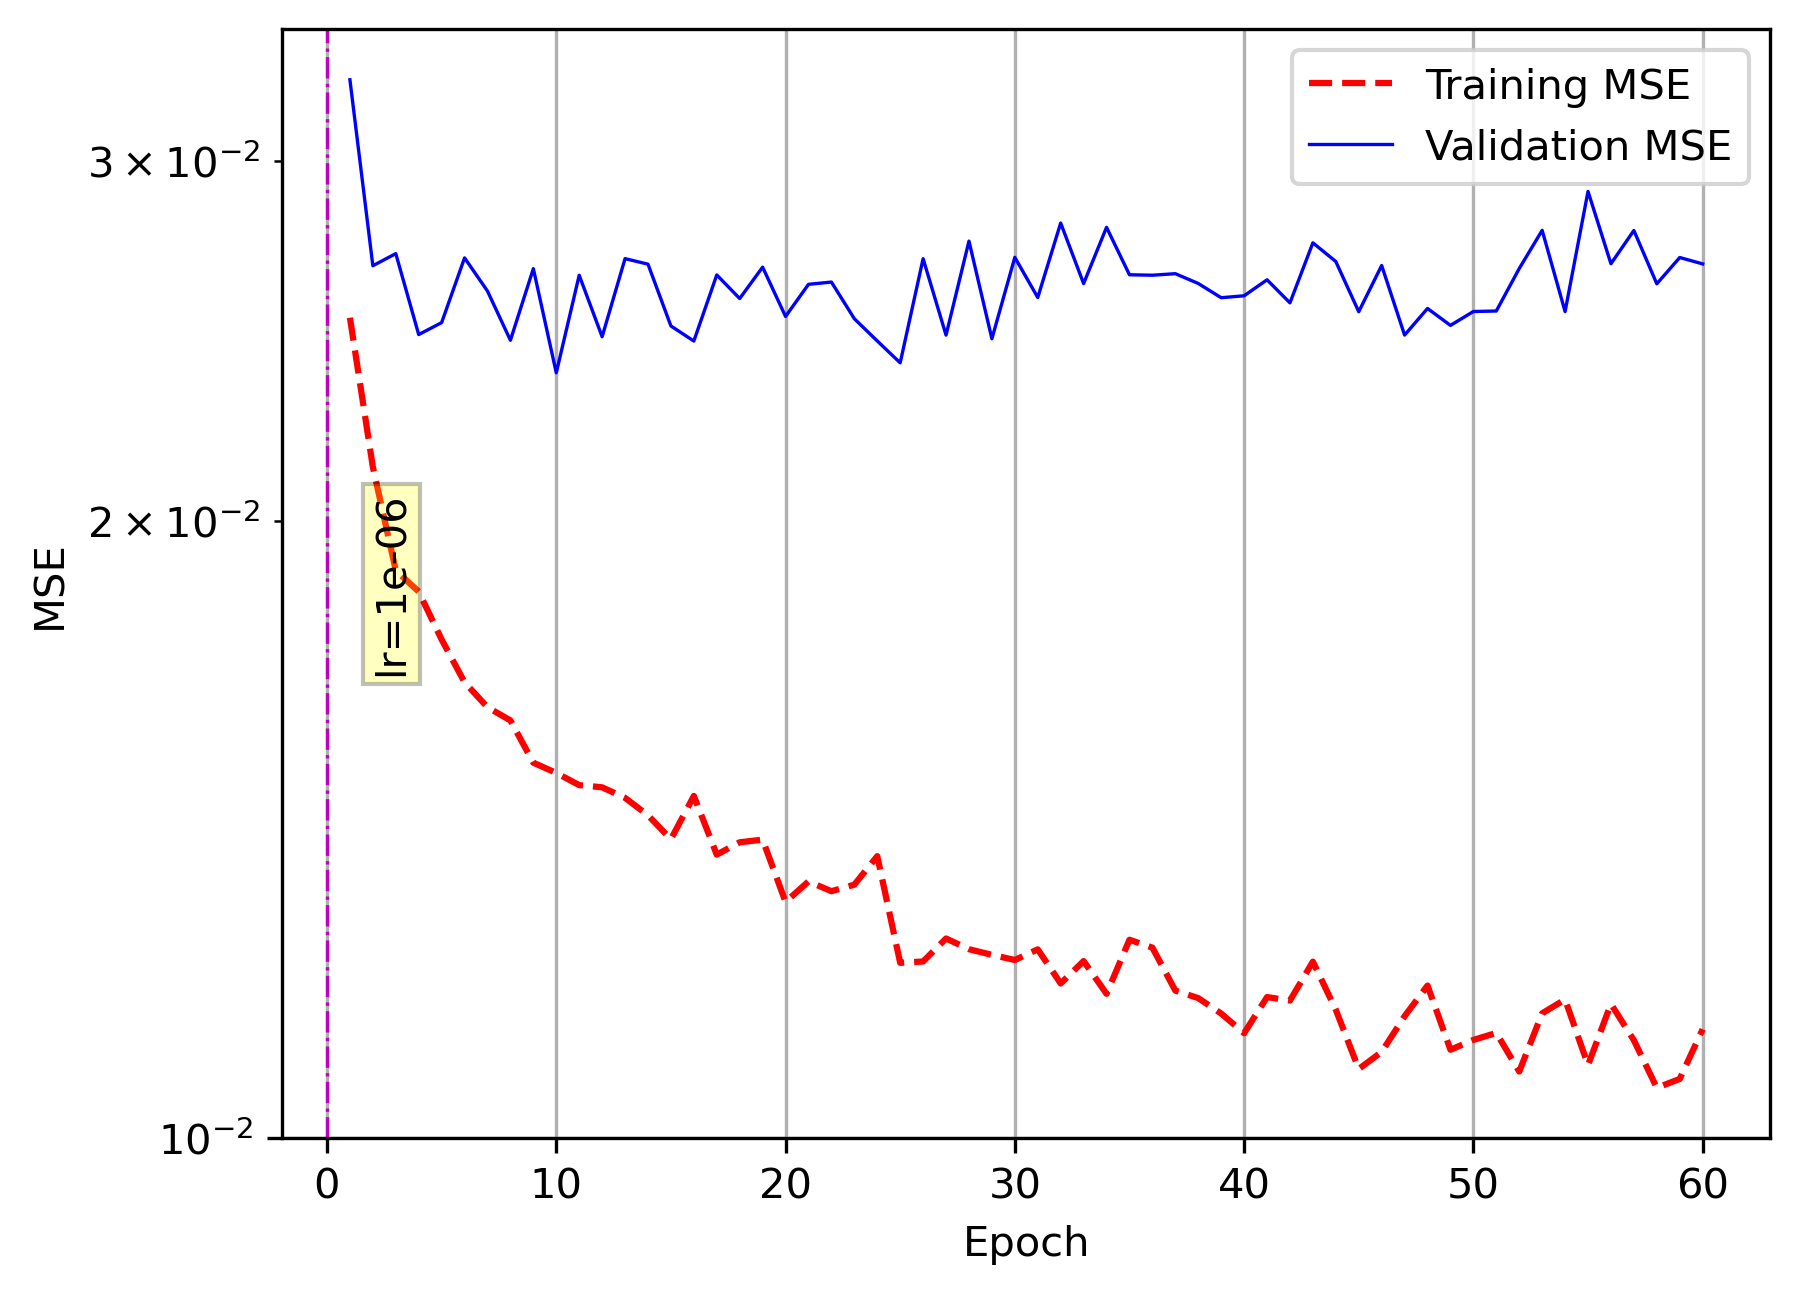 Training MSE
Validation MSE
3 × 10⁻²
2 × 10⁻²
10⁻²
MSE
lr=1e-06
0 10 20 30 40 50 60
Epoch